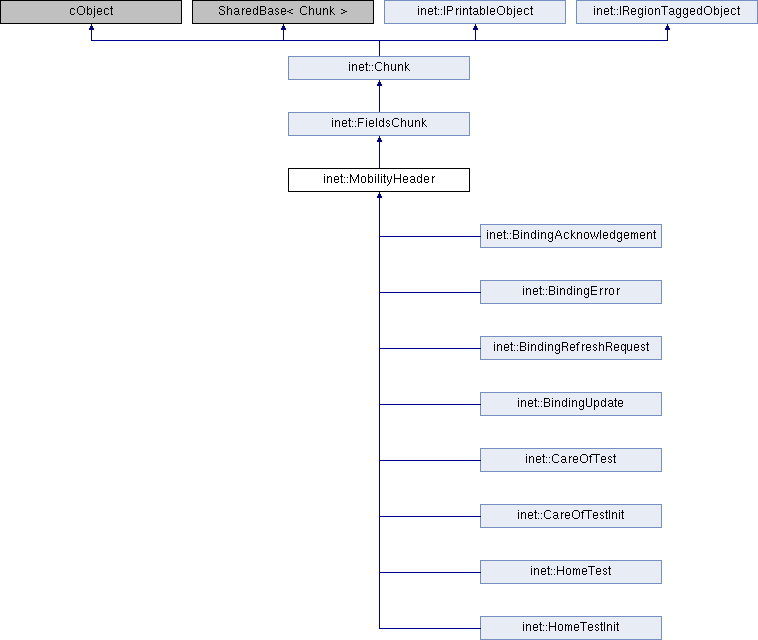 cObject
SharedBase< Chunk >
inet::IPrintableObject
inet::IRegionTaggedObject
inet::Chunk
inet::FieldsChunk
inet::MobilityHeader
inet::BindingAcknowledgement
inet::BindingError
inet::BindingRefreshRequest
inet::BindingUpdate
inet::CareOfTest
inet::CareOfTestInit
inet::HomeTest
inet::HomeTestInit